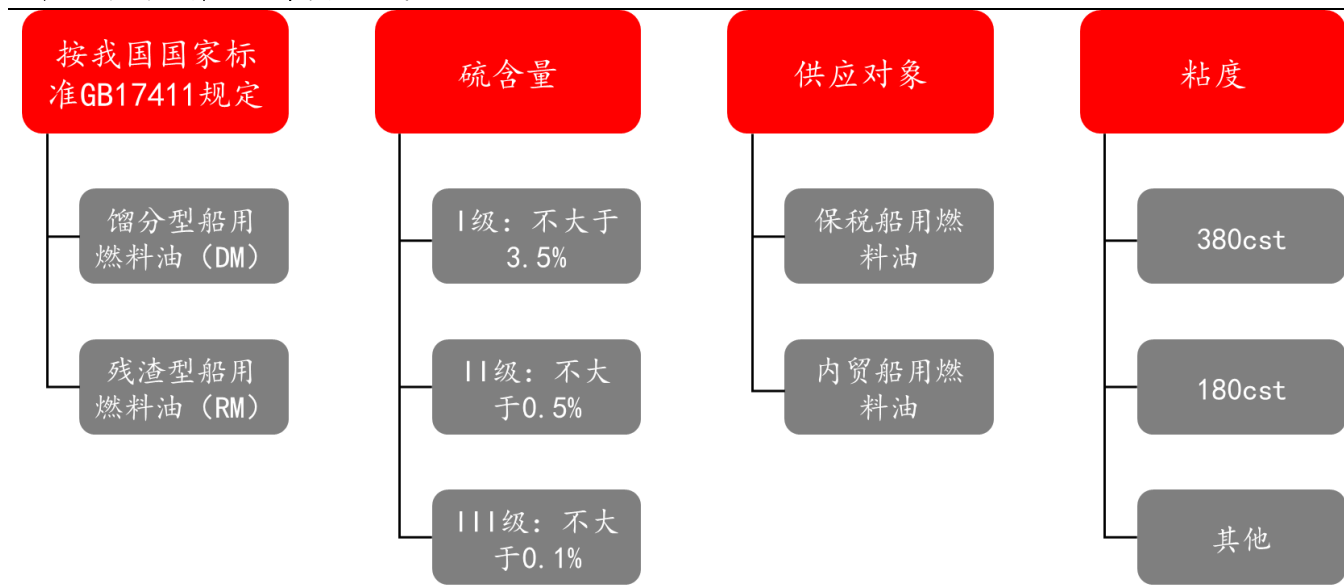 按我国国家标
准GB17411规定
馏分型船用
燃料油（DM）
残渣型船用
燃料油（RM）
硫含量
I级：不大于
3.5%
II级：不大
于0.5%
III级：不大
于0.1%
供应对象
保税船用燃
料油
内贸船用燃
料油
粘度
380cst
180cst
其他